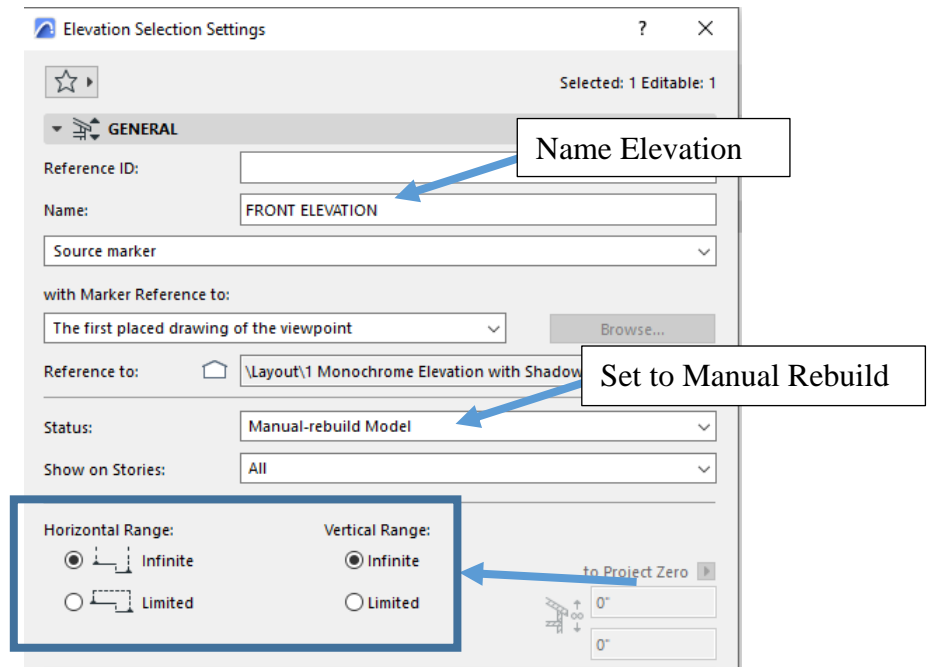 Elevation Selection Settings ? ×
Selected: 1 Editable: 1
GENERAL
Name Elevation
Reference ID:
Name: FRONT ELEVATION
Source marker
with Marker Reference to:
The first placed drawing of the viewpoint Browse...
Reference to: \Layout\1 Monochrome Elevation with Shadow
Set to Manual Rebuild
Status: Manual-rebuild Model
Show on Stories: All
Horizontal Range: Vertical Range:
Infinite Infinite
to Project Zero
Limited Limited 0"
0"